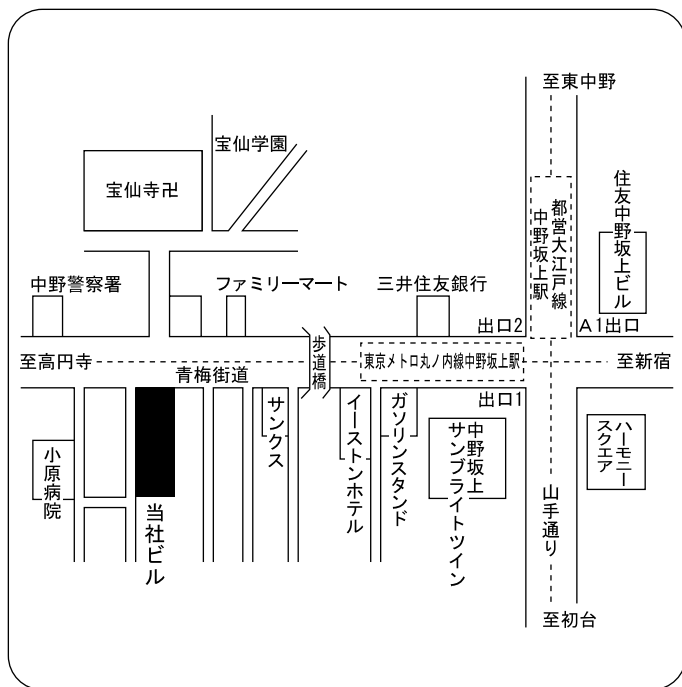 至東中野
宝仙学園
宝仙寺卍
住友中野坂上ビル
都営大江戸線
中野坂上駅
中野警察署
ファミリーマート
三井住友銀行
出口2
A1出口
至高円寺
青梅街道
歩道橋
東京メトロ丸ノ内線中野坂上駅
至新宿
出口1
小原病院
当社ビル
サンクス
イーストンホテル
ガソリンスタンド
中野坂上
サンブライトツイン
山手通り
ハーモニー
スクエア
至初台